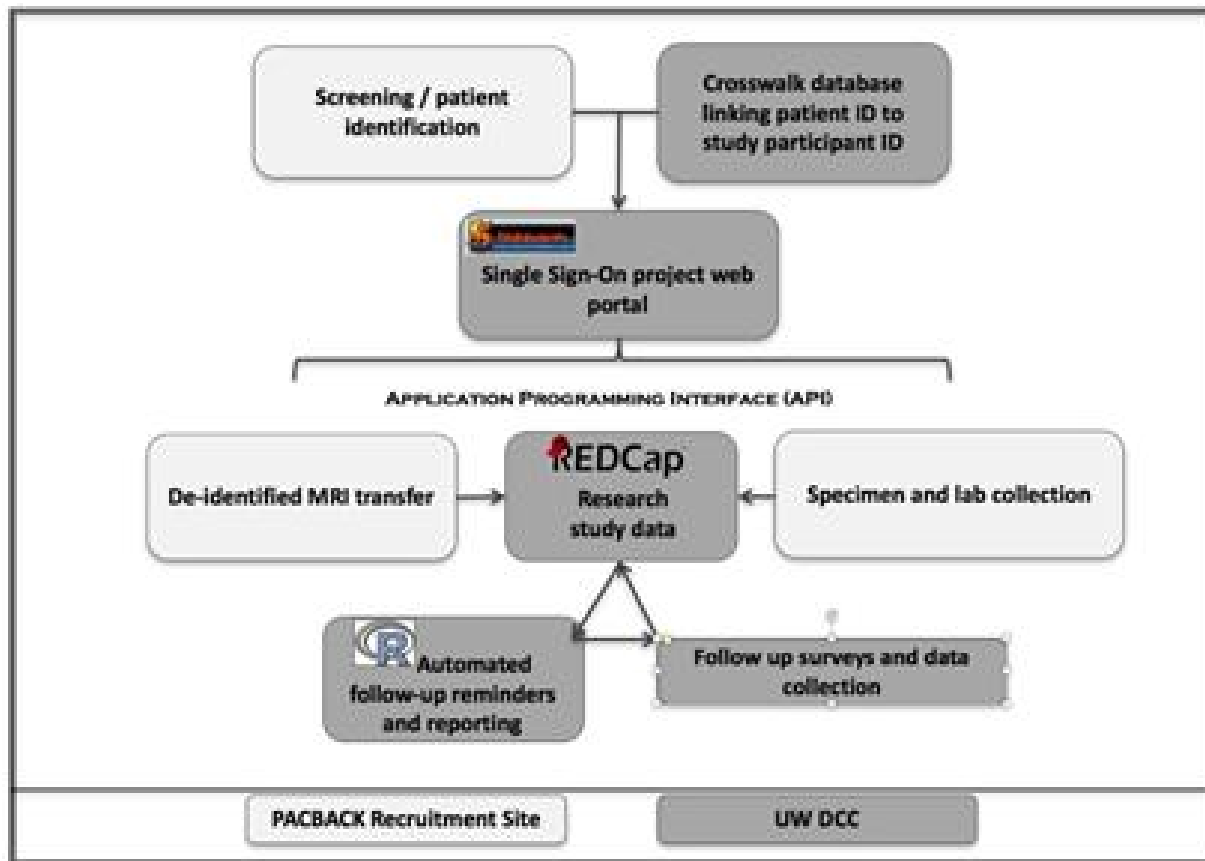 Screening / patient
identification
Crosswalk database
linking patient ID to
study participant ID
Single Sign-On project web
portal
APPLICATION PROGRAMMING INTERFACE (API)
De-identified MRI transfer
REDCap
Research
study data
Specimen and lab collection
R
Automated
follow-up reminders
and reporting
Follow up surveys and data
collection
PACBACK Recruitment Site
UW DCC